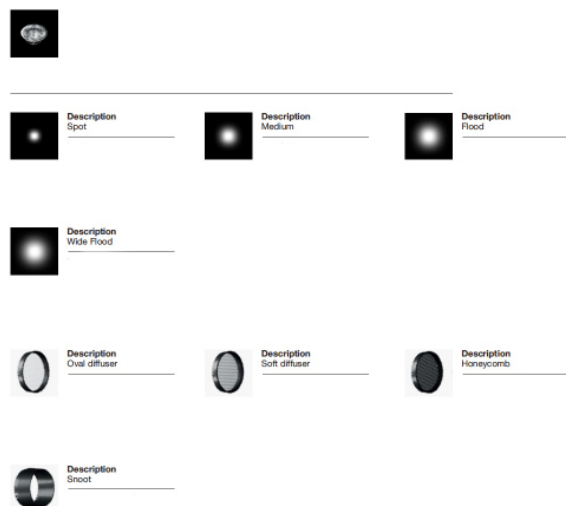 Description
Spot
Description
Medium
Description
Flood
Description
Wide Flood
Description
Oval diffuser
Description
Soft diffuser
Description
Honeycomb
Description
Snoot